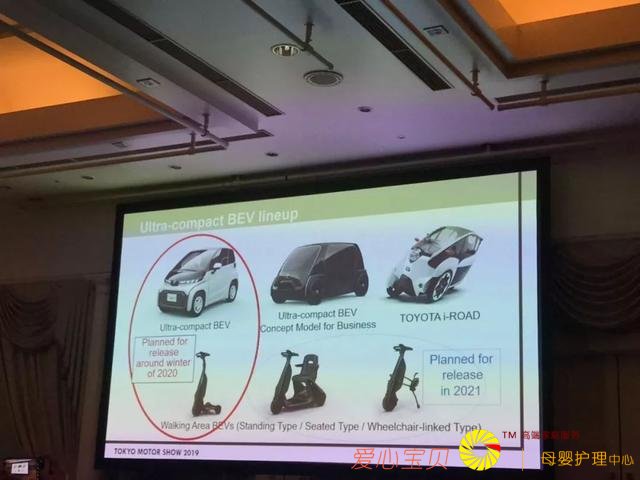 Ultra-compact BEV lineup
Ultra-compact BEV
Ultra-compact BEV
Concept Model for Business
TOYOTA i-ROAD
Planned for
release
around winter
of 2020
Planned for
release
in 2021
Walking Area BEVs (Standing Type / Seated Type / Wheelchair-linked Type)
TOKYO MOTOR SHOW 2019
爱心宝贝
TM 高端家庭服务
母婴护理中心